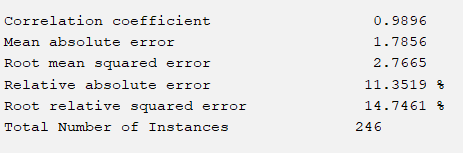 Correlation coefficient                  0.9896
Mean absolute error                      1.7856
Root mean squared error                  2.7665
Relative absolute error                 11.3519 %
Root relative squared error             14.7461 %
Total Number of Instances              246